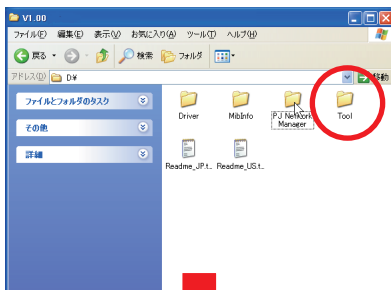 V1.00
ファイル(F) 編集(E) 表示(V) お気に入り(A) ツール(T) ヘルプ(H)
戻る 検索 フォルダ
アドレス(D) D:¥ 移動
ファイルとフォルダのタスク
その他
詳細
Driver MibInfo PJ Network Manager Tool
Readme_JP.t... Readme_US.t...